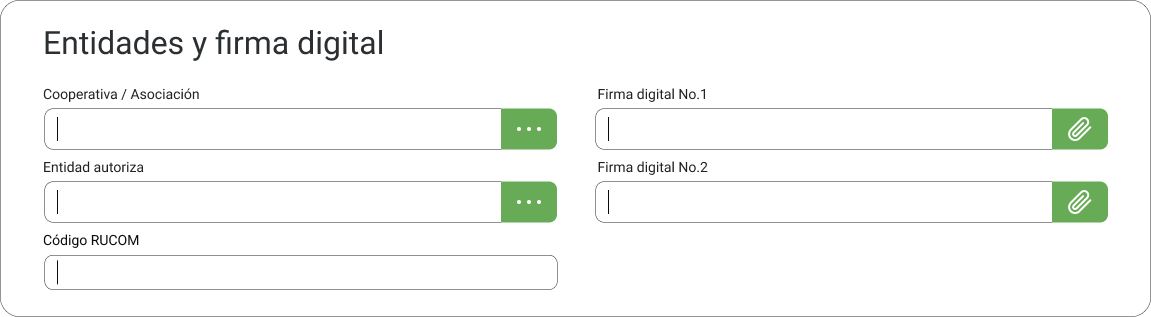 Entidades y firma digital
Cooperativa / Asociación
Firma digital No.1
Entidad autoriza
Firma digital No.2
Código RUCOM